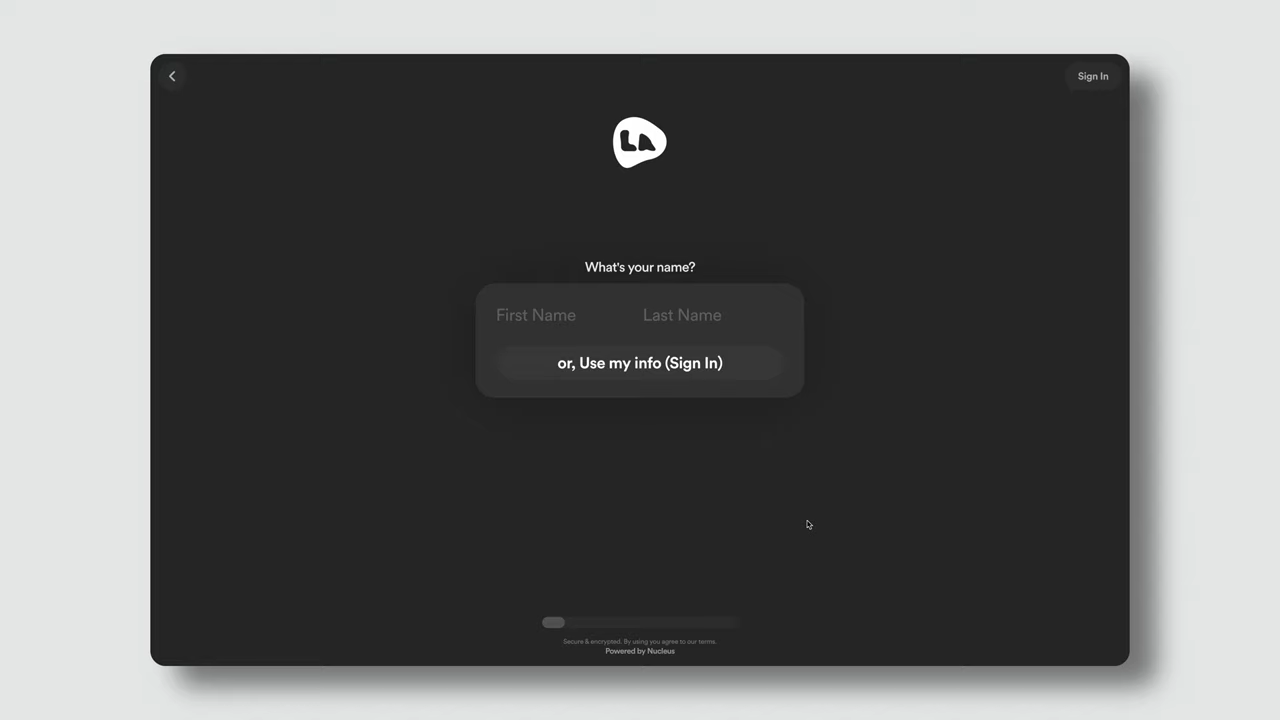 Sign In
LA
What's your name?
First Name Last Name
or, Use my info (Sign In)
Secure & encrypted. By using you agree to our terms.
Powered by Nucleus